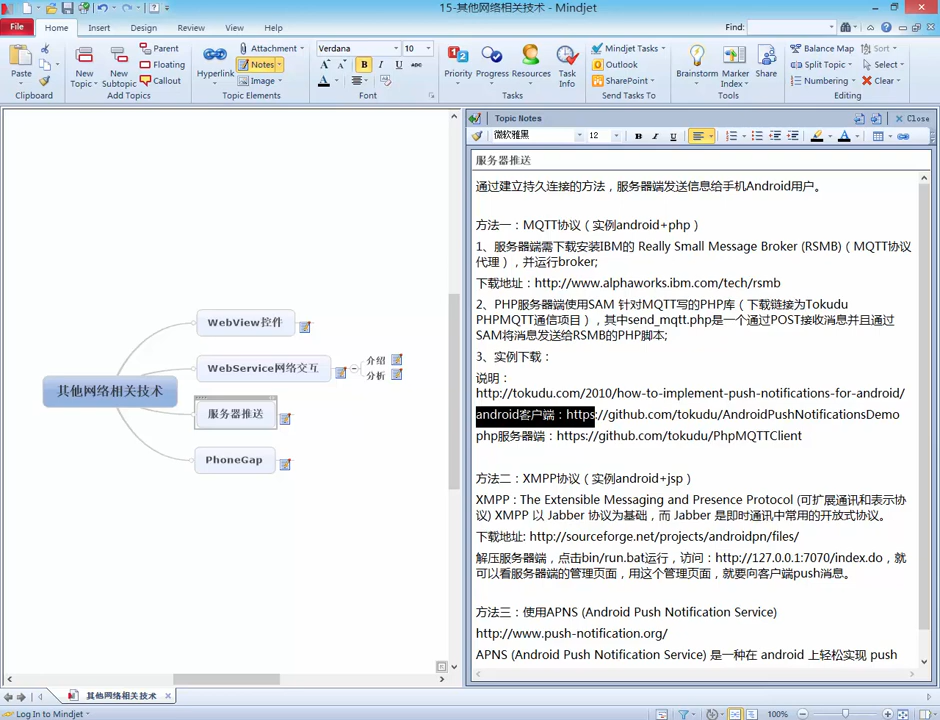 15-其他网络相关技术 - Mindjet
File Home Insert Design Review View Help Find:
Paste New Topic New Subtopic Parent Floating Callout Hyperlink Attachment Notes Image Verdana 10 Priority Progress Resources Task Info Mindjet Tasks Outlook SharePoint Brainstorm Marker Index Share Balance Map Split Topic Numbering Sort Select Clear
Clipboard Add Topics Topic Elements Font Tasks Send Tasks To Tools Editing
Topic Notes Close
微软雅黑 12 B I U
服务器推送
通过建立持久连接的方法，服务器端发送信息给手机Android用户。
方法一：MQTT协议（实例android+php）
1、服务器端需下载安装IBM的 Really Small Message Broker (RSMB)（MQTT协议
代理），并运行broker;
下载地址：http://www.alphaworks.ibm.com/tech/rsmb
2、PHP服务器端使用SAM 针对MQTT写的PHP库（下载链接为Tokudu
PHPMQTT通信项目），其中send_mqtt.php是一个通过POST接收消息并且通过
SAM将消息发送给RSMB的PHP脚本;
3、实例下载：
说明：
http://tokudu.com/2010/how-to-implement-push-notifications-for-android/
android客户端：https://github.com/tokudu/AndroidPushNotificationsDemo
php服务器端：https://github.com/tokudu/PhpMQTTClient
方法二：XMPP协议（实例android+jsp）
XMPP : The Extensible Messaging and Presence Protocol (可扩展通讯和表示协
议) XMPP 以 Jabber 协议为基础，而 Jabber 是即时通讯中常用的开放式协议。
下载地址: http://sourceforge.net/projects/androidpn/files/
解压服务器端，点击bin/run.bat运行，访问：http://127.0.0.1:7070/index.do，就
可以看服务器端的管理页面，用这个管理页面，就要向客户端push消息。
方法三：使用APNS (Android Push Notification Service)
http://www.push-notification.org/
APNS (Android Push Notification Service) 是一种在 android 上轻松实现 push
其他网络相关技术
WebView控件
WebService网络交互
介绍
分析
服务器推送
PhoneGap
其他网络相关技术
Log In to Mindjet 100%